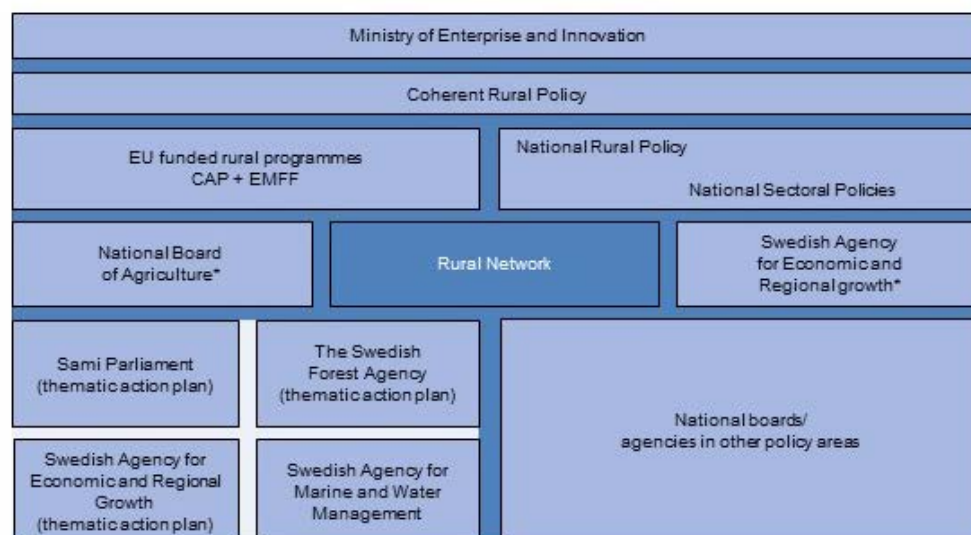 Ministry of Enterprise and Innovation
Coherent Rural Policy
EU funded rural programmes
CAP + EMFF
National Rural Policy
National Sectoral Policies
National Board
of Agriculture*
Rural Network
Swedish Agency
for Economic and
Regional growth*
Sami Parliament
(thematic action plan)
The Swedish
Forest Agency
(thematic action plan)
National boards/
agencies in other policy areas
Swedish Agency for
Economic and Regional
Growth
(thematic action plan)
Swedish Agency for
Marine and Water
Management